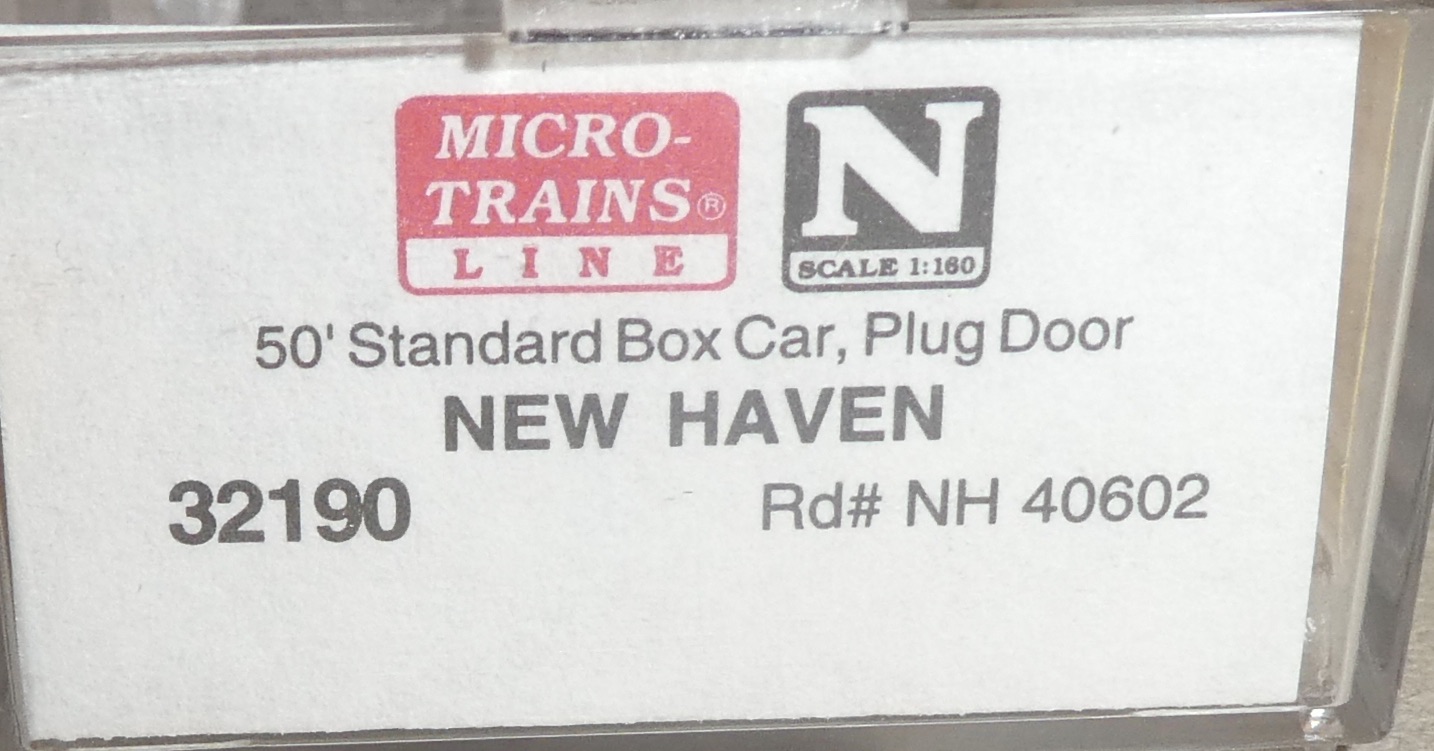 MICRO-
TRAINS®
LINE
N
SCALE 1:160
50' Standard Box Car, Plug Door
NEW HAVEN
32190 Rd# NH 40602